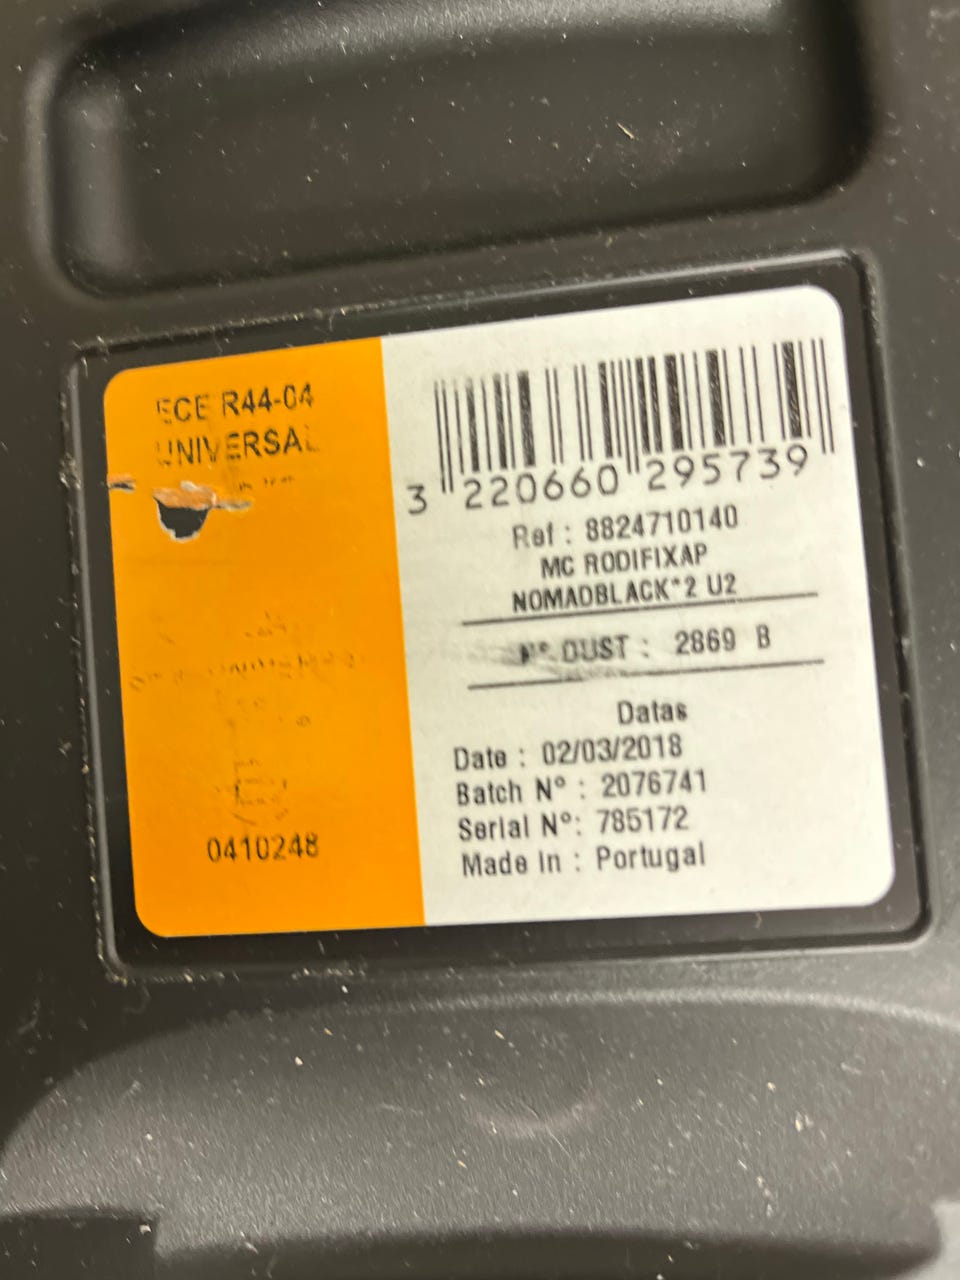 ECE R44-04
UNIVERSAL
0410248
3 220660 295739
Ref : 8824710140
MC RODIFIXAP
NOMADBLACK*2 U2
N° OUST : 2869 B
Datas
Date : 02/03/2018
Batch N° : 2076741
Serial N°: 785172
Made in : Portugal